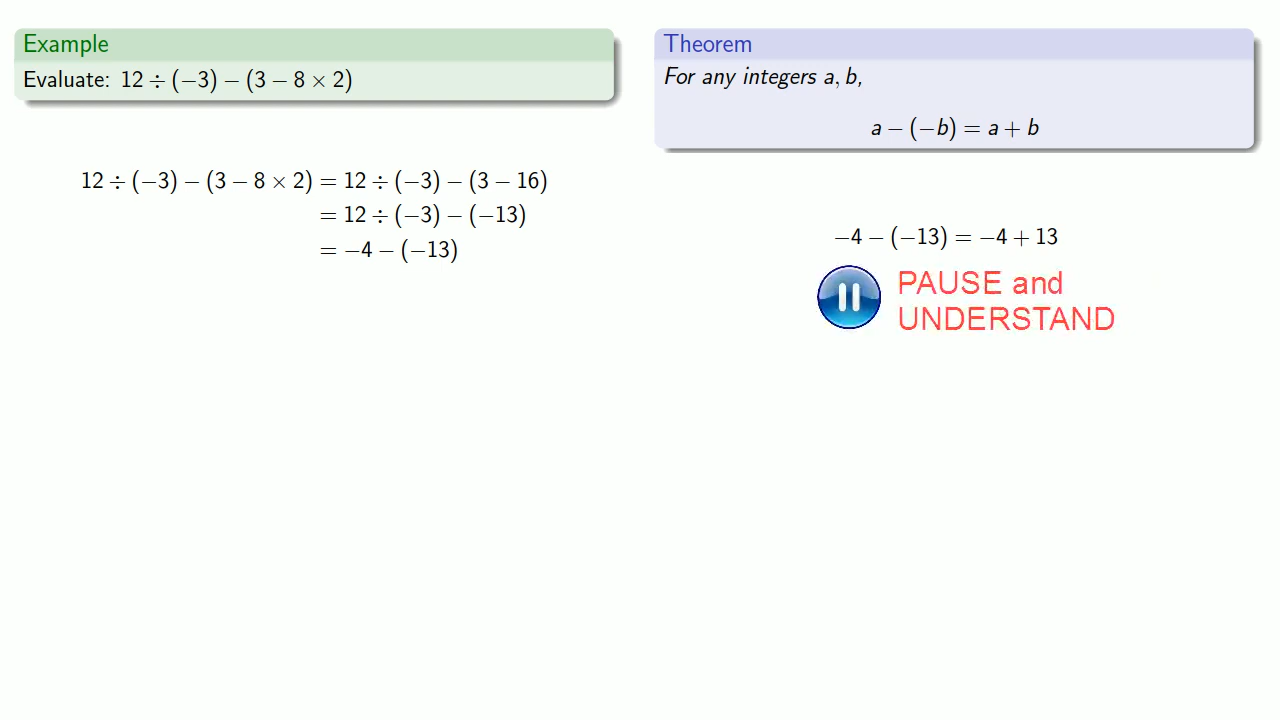 Example
Evaluate: 12 ÷ (−3) − (3 − 8 × 2)
12 ÷ (−3) − (3 − 8 × 2) = 12 ÷ (−3) − (3 − 16)
= 12 ÷ (−3) − (−13)
= −4 − (−13)
Theorem
For any integers a, b,
a − (−b) = a + b
−4 − (−13) = −4 + 13
PAUSE and
UNDERSTAND